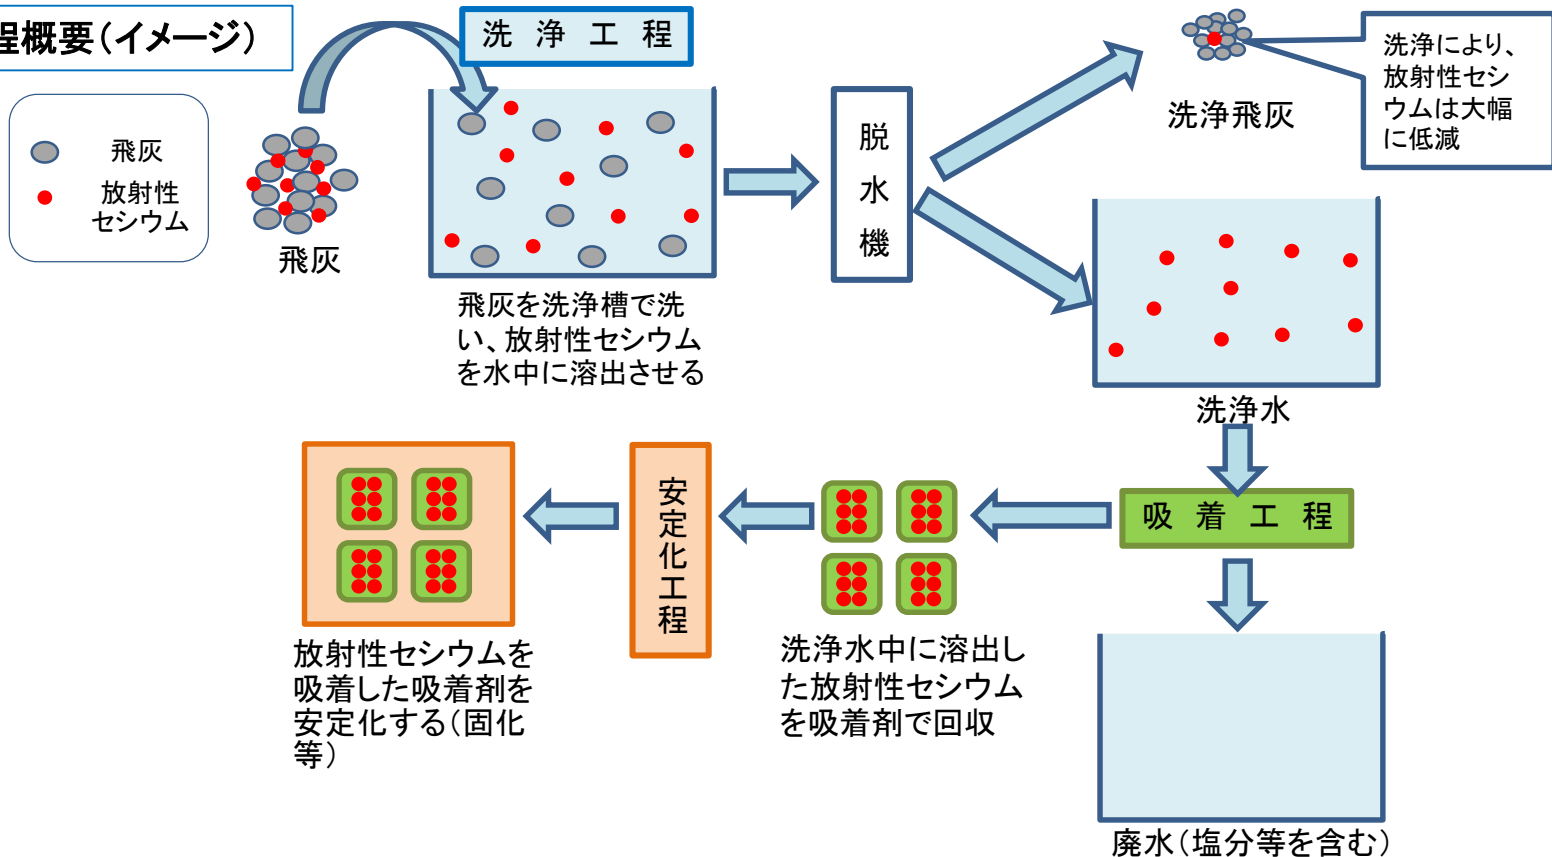 程概要（イメージ）
洗浄工程
飛灰
放射性
セシウム
飛灰
飛灰を洗浄槽で洗
い、放射性セシウム
を水中に溶出させる
脱水機
洗浄飛灰
洗浄により、
放射性セシ
ウムは大幅
に低減
洗浄水
吸着工程
洗浄水中に溶出し
た放射性セシウム
を吸着剤で回収
安定化工程
放射性セシウムを
吸着した吸着剤を
安定化する（固化
等）
廃水（塩分等を含む）